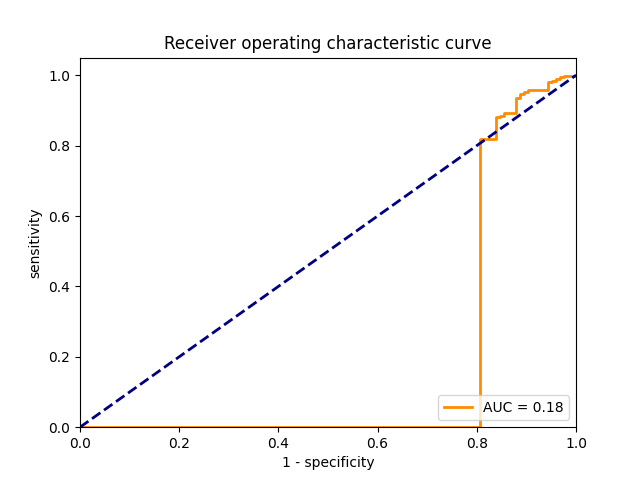 Receiver operating characteristic curve
1.0
0.8
0.6
0.4
0.2
0.0
sensitivity
AUC = 0.18
0.0 0.2 0.4 0.6 0.8 1.0
1 - specificity